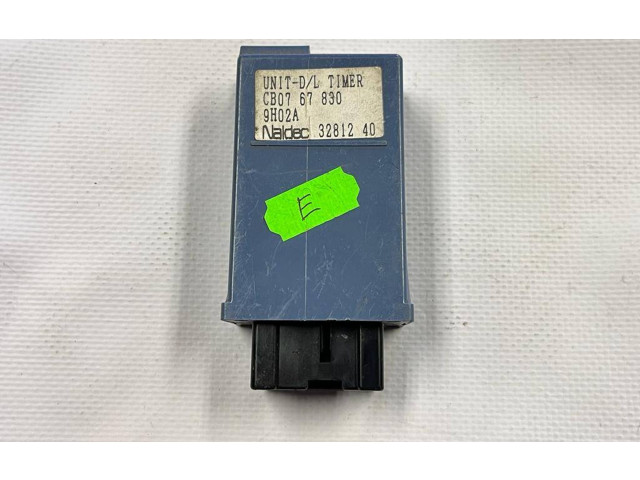 UNIT-D/L TIMER
CB07 67 830
9H02A
Naldec 32812 40
E